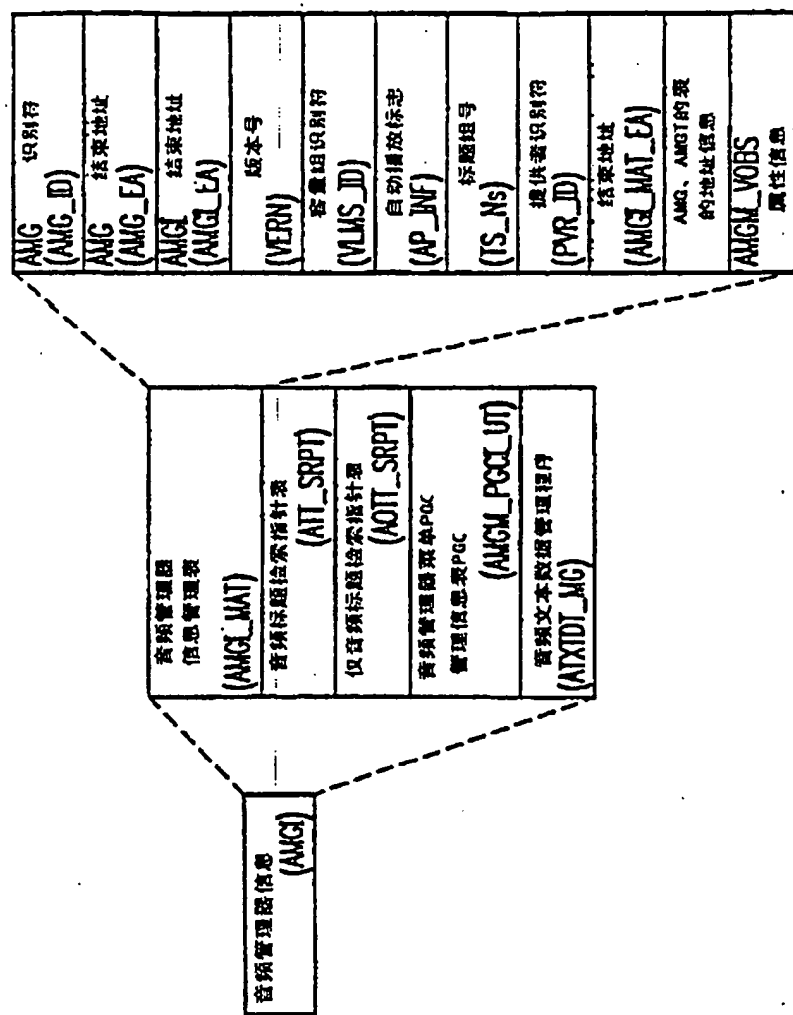 音频管理器信息
(AMGI)
音频管理器
信息管理表
(AMGI_MAT)
音频标题检索指针表
(ATT_SRPT)
仅音频标题检索指针表
(AOTT_SRPT)
音频管理器菜单PGC
管理信息表PGC
(AMGM_PGCI_UT)
音频文本数据管理程序
(ATXTDT_MG)
AMG 识别符
(AMG_ID)
AMG 结束地址
(AMG_EA)
AMGI 结束地址
(AMGI_EA)
版本号
(VERN)
容量组识别符
(VLMS_ID)
自动播放标志
(AP_INF)
标题组号
(TS_Ns)
提供者识别符
(PVR_ID)
结束地址
(AMGI_MAT_EA)
AMG、AMGT的表
的地址信息
AMGM_VOBS
属性信息